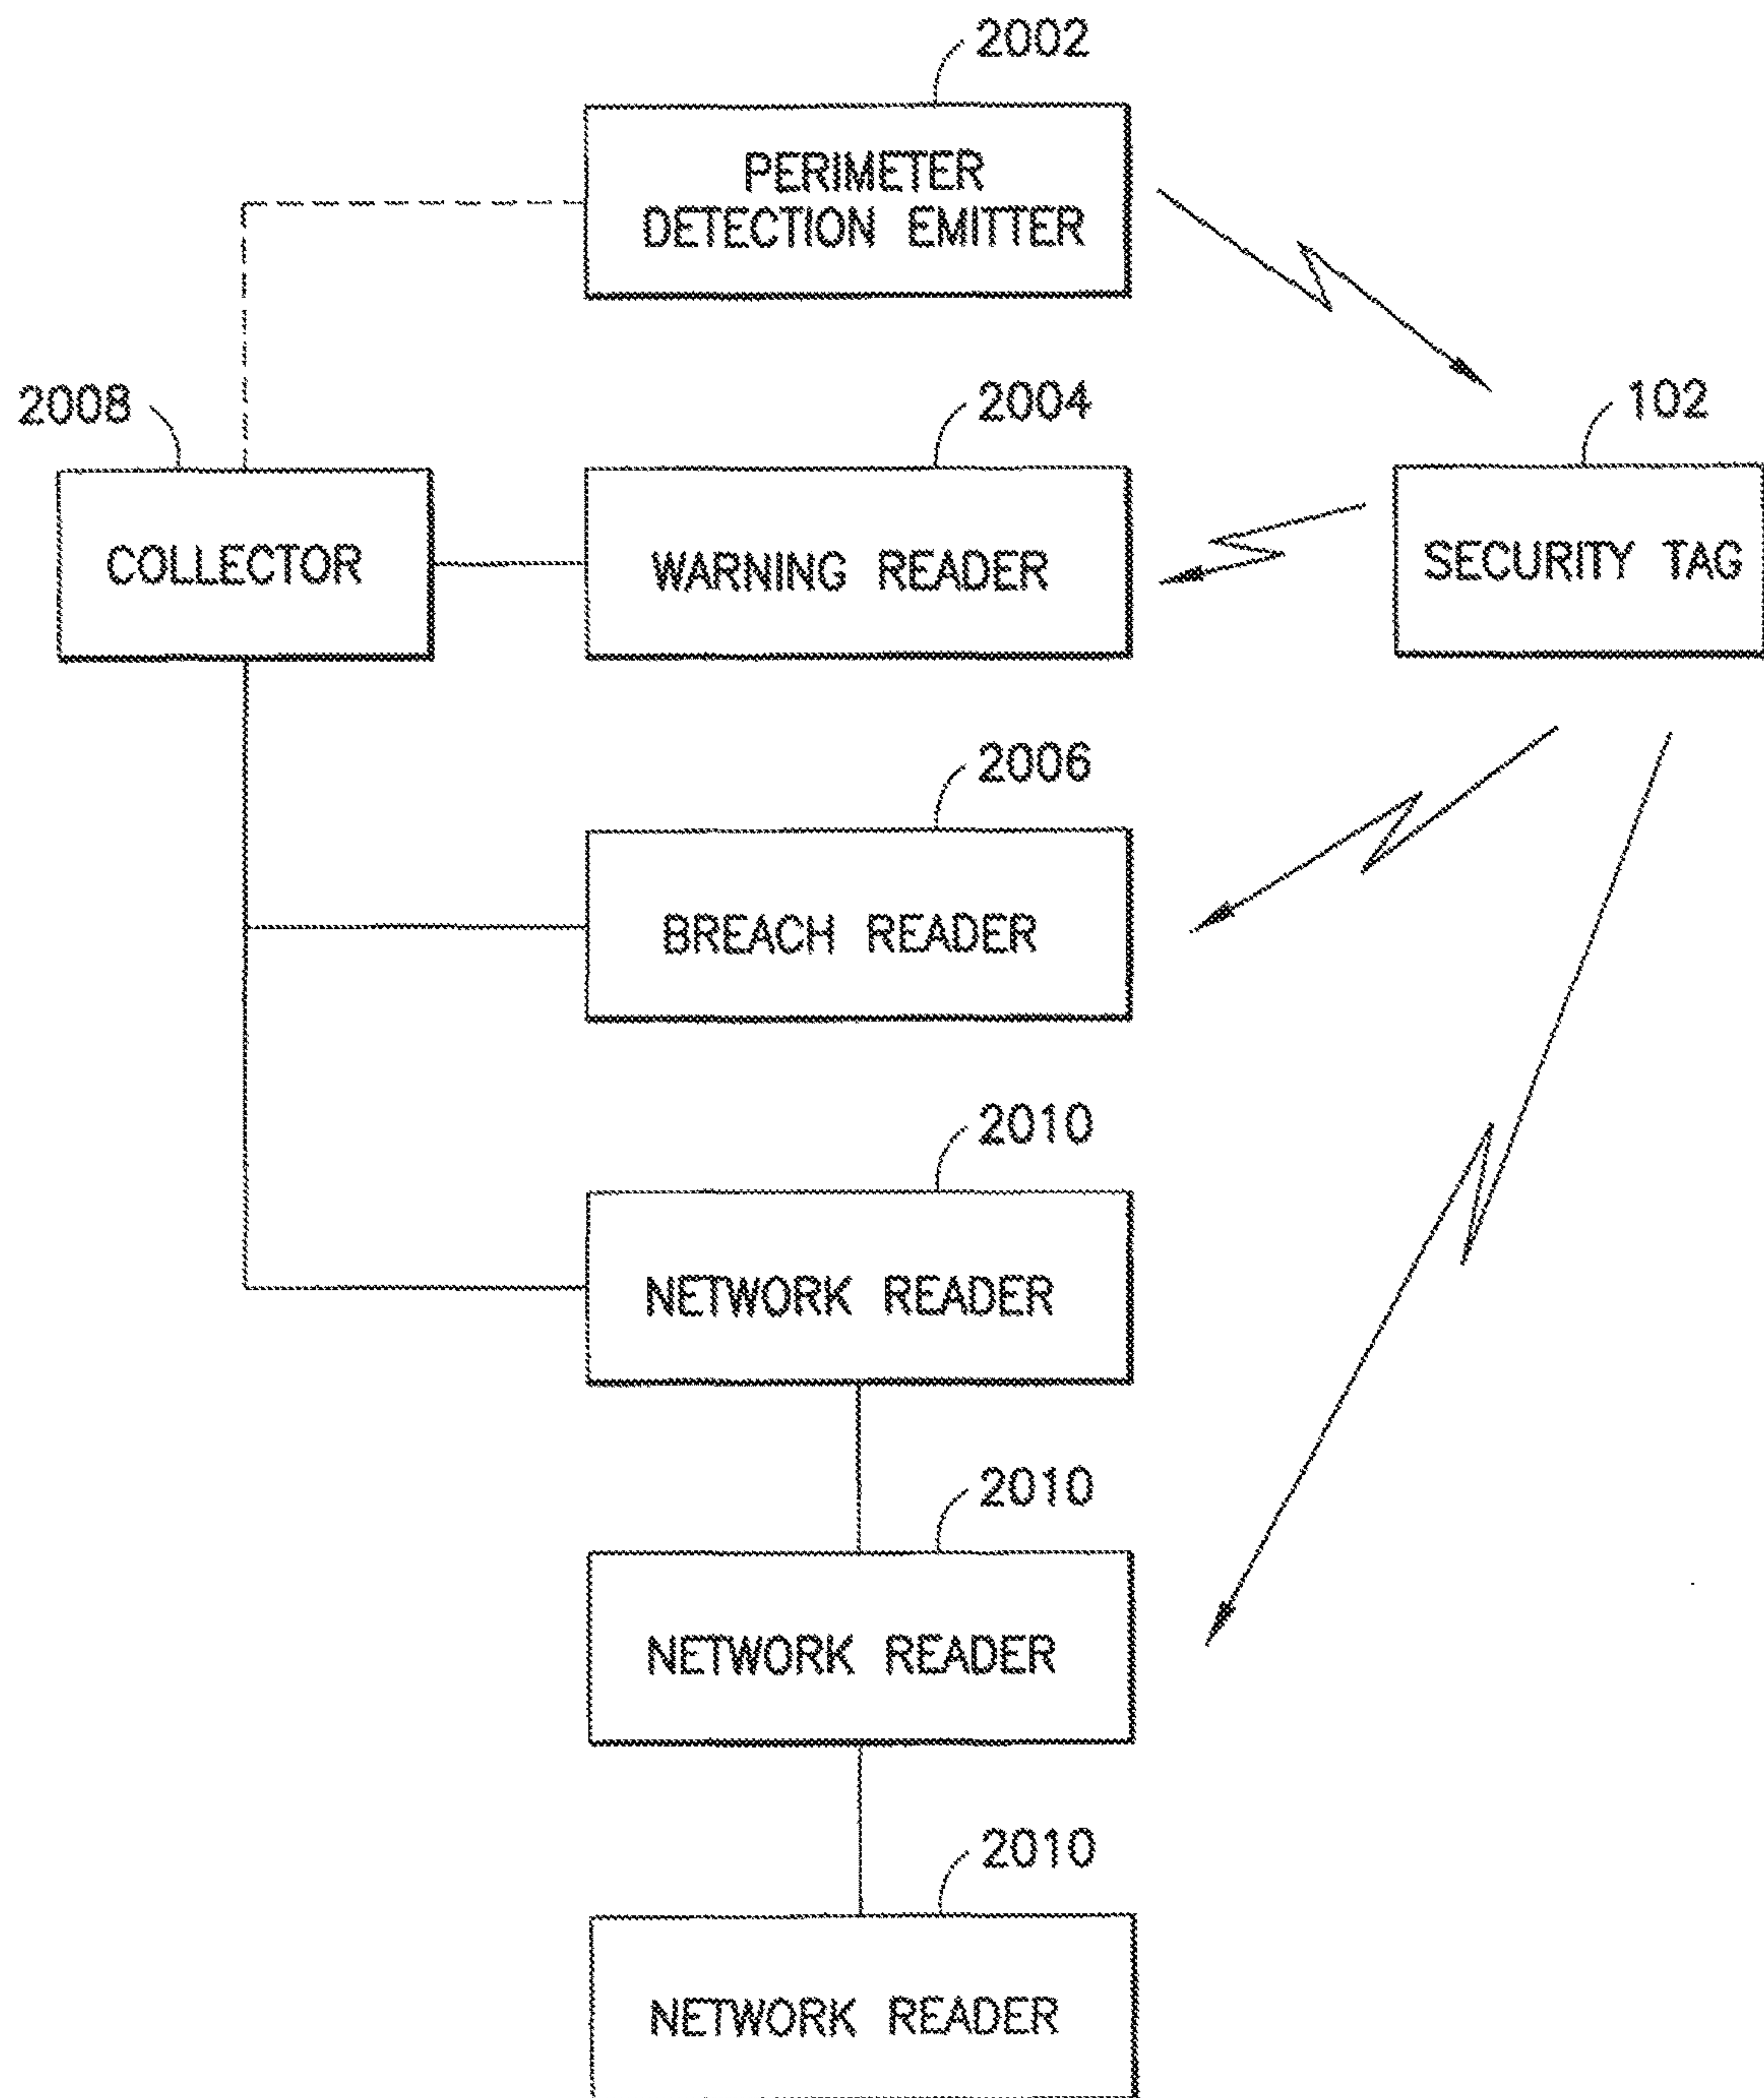 2002
PERIMETER
DETECTION EMITTER
2008
2004
102
COLLECTOR
WARNING READER
SECURITY TAG
2006
BREACH READER
2010
NETWORK READER
2010
NETWORK READER
2010
NETWORK READER